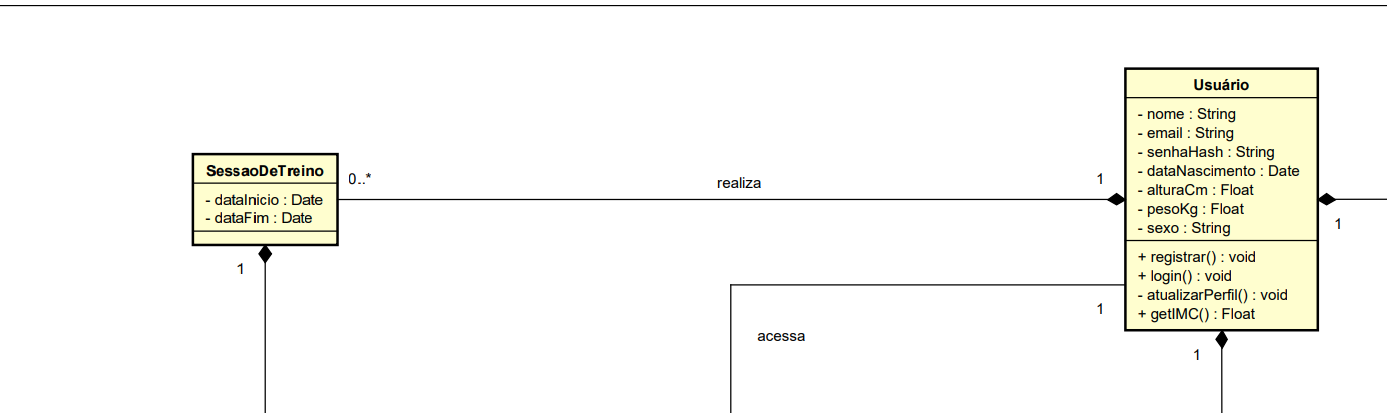 Usuário
- nome : String
- email : String
- senhaHash : String
- dataNascimento : Date
- alturaCm : Float
- pesoKg : Float
- sexo : String
+ registrar() : void
+ login() : void
- atualizarPerfil() : void
+ getIMC() : Float
SessaoDeTreino
- dataInicio : Date
- dataFim : Date
0..*
realiza
1
1
1
1
acessa
1